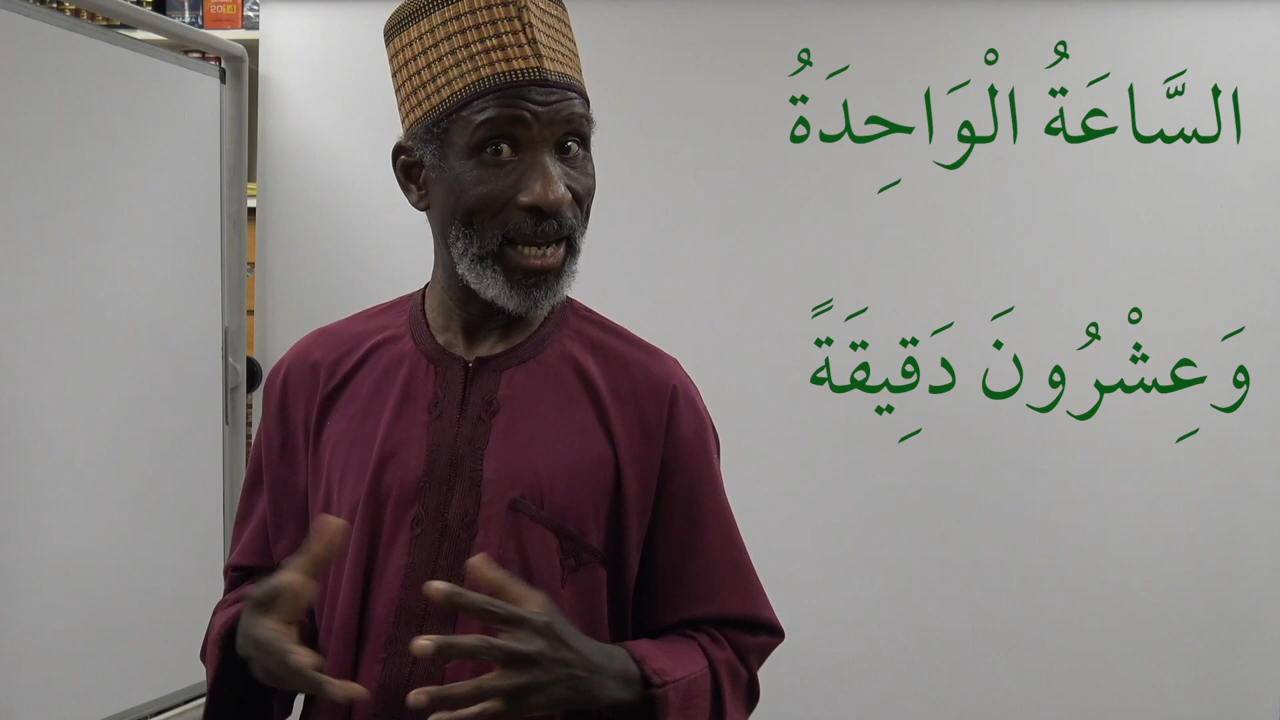 السَّاعَةُ الْوَاحِدَةُ
وَعِشْرُونَ دَقِيقَةً